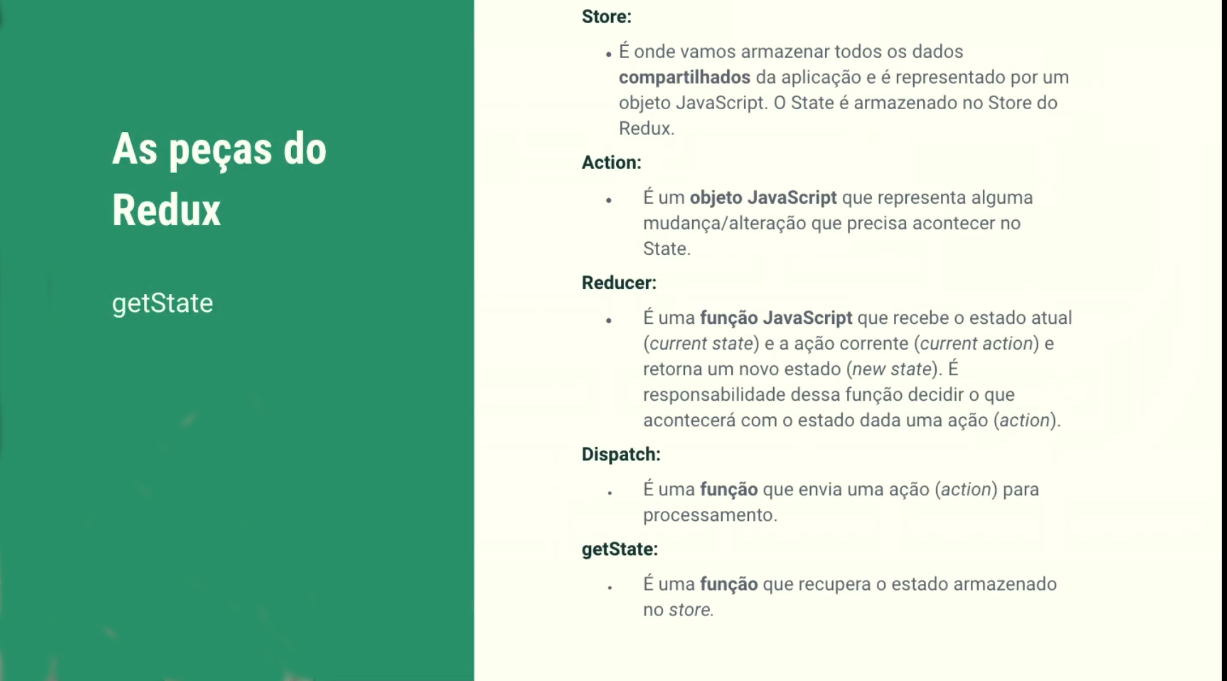 As peças do
Redux
getState
Store:
• É onde vamos armazenar todos os dados
compartilhados da aplicação e é representado por um
objeto JavaScript. O State é armazenado no Store do
Redux.
Action:
• É um objeto JavaScript que representa alguma
mudança/alteração que precisa acontecer no
State.
Reducer:
• É uma função JavaScript que recebe o estado atual
(current state) e a ação corrente (current action) e
retorna um novo estado (new state). É
responsabilidade dessa função decidir o que
acontecerá com o estado dada uma ação (action).
Dispatch:
• É uma função que envia uma ação (action) para
processamento.
getState:
• É uma função que recupera o estado armazenado
no store.